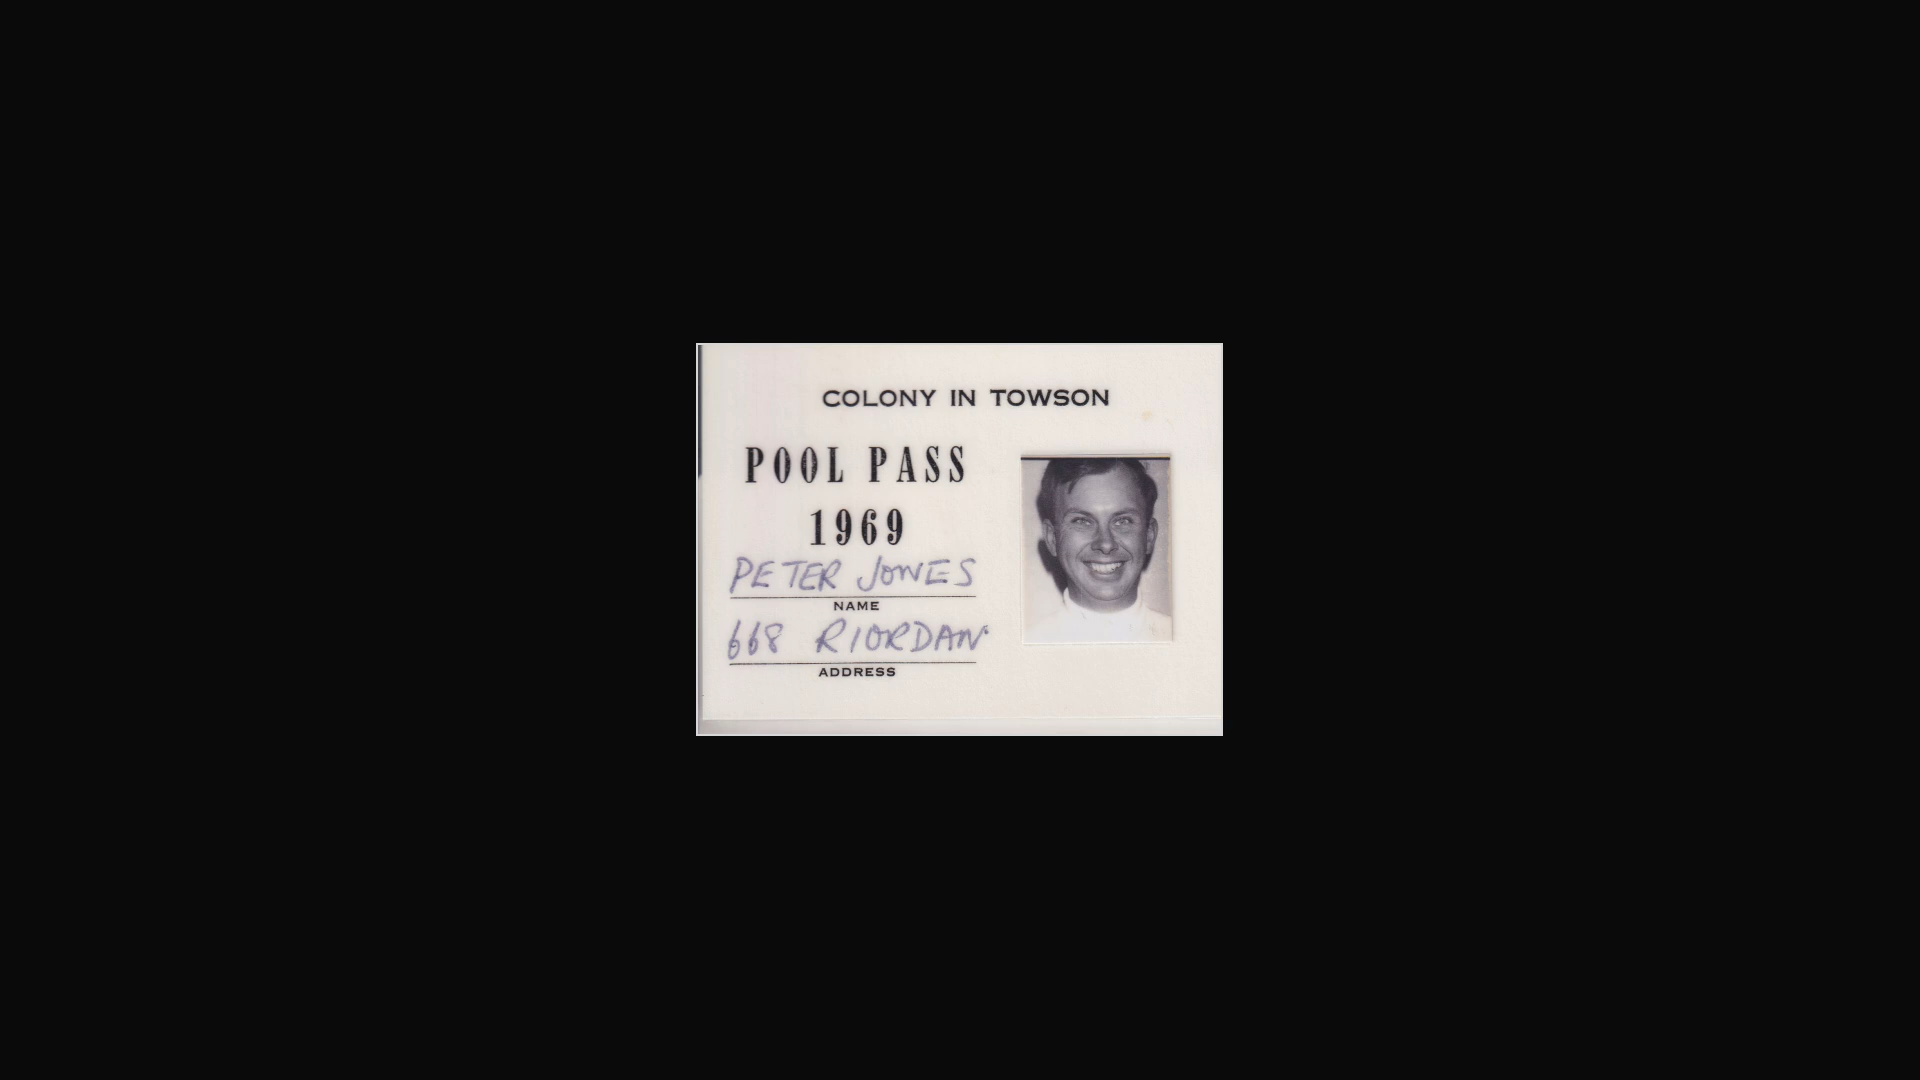 COLONY IN TOWSON
POOL PASS
1969
PETER JONES
NAME
668 RIORDAN
ADDRESS